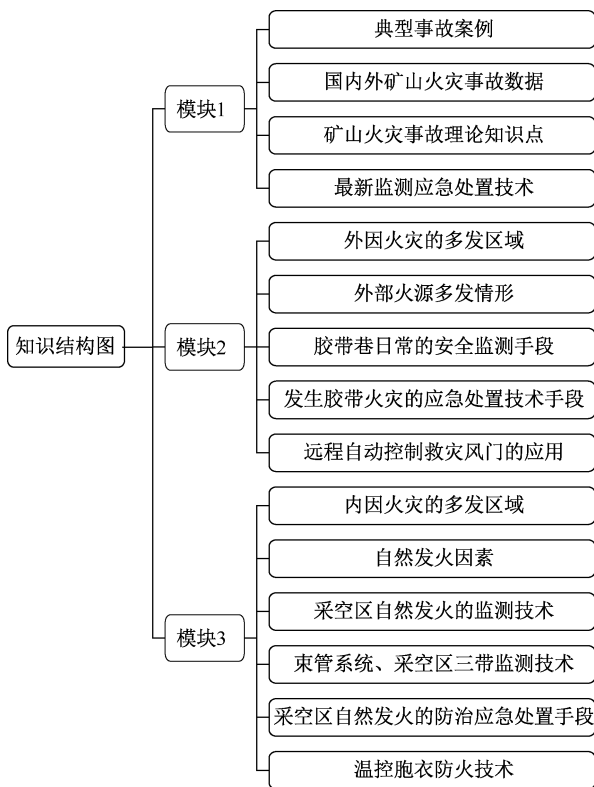 知识结构图
模块1
典型事故案例
国内外矿山火灾事故数据
矿山火灾事故理论知识点
最新监测应急处置技术
模块2
外因火灾的多发区域
外部火源多发情形
胶带巷日常的安全监测手段
发生胶带火灾的应急处置技术手段
远程自动控制救灾风门的应用
模块3
内因火灾的多发区域
自然发火因素
采空区自然发火的监测技术
束管系统、采空区三带监测技术
采空区自然发火的防治应急处置手段
温控胞衣防火技术